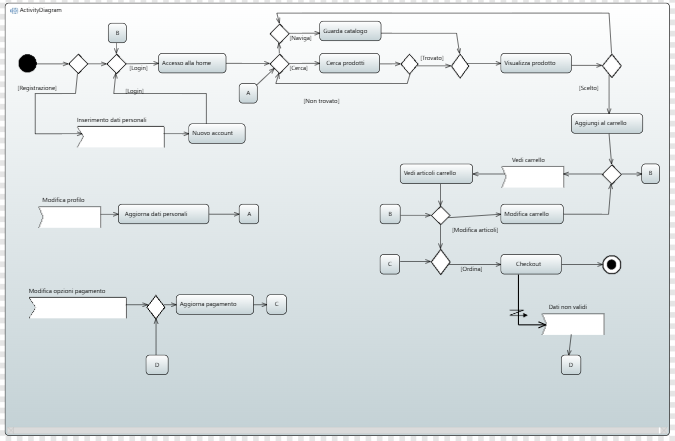 ActivityDiagram
B
Guarda catalogo
[Naviga]
[Login]
Accesso alla home
[Cerca]
Cerca prodotti
[Trovato]
Visualizza prodotto
[Registrazione]
[Login]
A
[Non trovato]
[Scelto]
Inserimento dati personali
Nuovo account
Aggiungi al carrello
Vedi carrello
Vedi articoli carrello
B
Modifica profilo
Aggiorna dati personali
A
B
Modifica carrello
[Modifica articoli]
C
[Ordina]
Checkout
Modifica opzioni pagamento
Aggiorna pagamento
C
Dati non validi
D
D